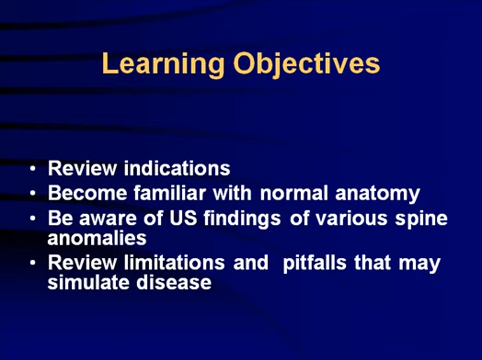 Learning Objectives
• Review indications
• Become familiar with normal anatomy
• Be aware of US findings of various spine
anomalies
• Review limitations and pitfalls that may
simulate disease